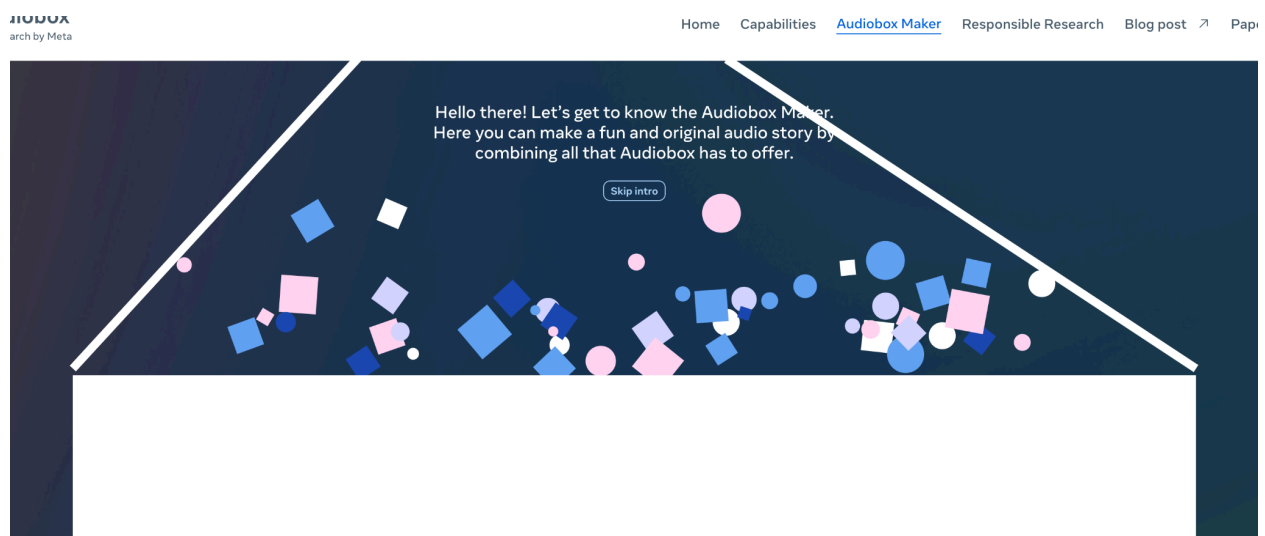 diobox
arch by Meta
Home Capabilities Audiobox Maker Responsible Research Blog post Pap
Hello there! Let’s get to know the Audiobox Maker.
Here you can make a fun and original audio story by
combining all that Audiobox has to offer.
Skip intro